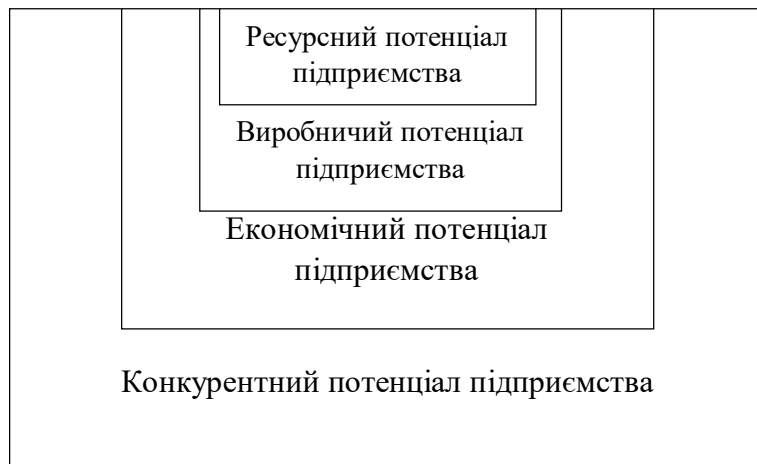 Ресурсний потенціал
підприємства
Виробничий потенціал
підприємства
Економічний потенціал
підприємства
Конкурентний потенціал підприємства